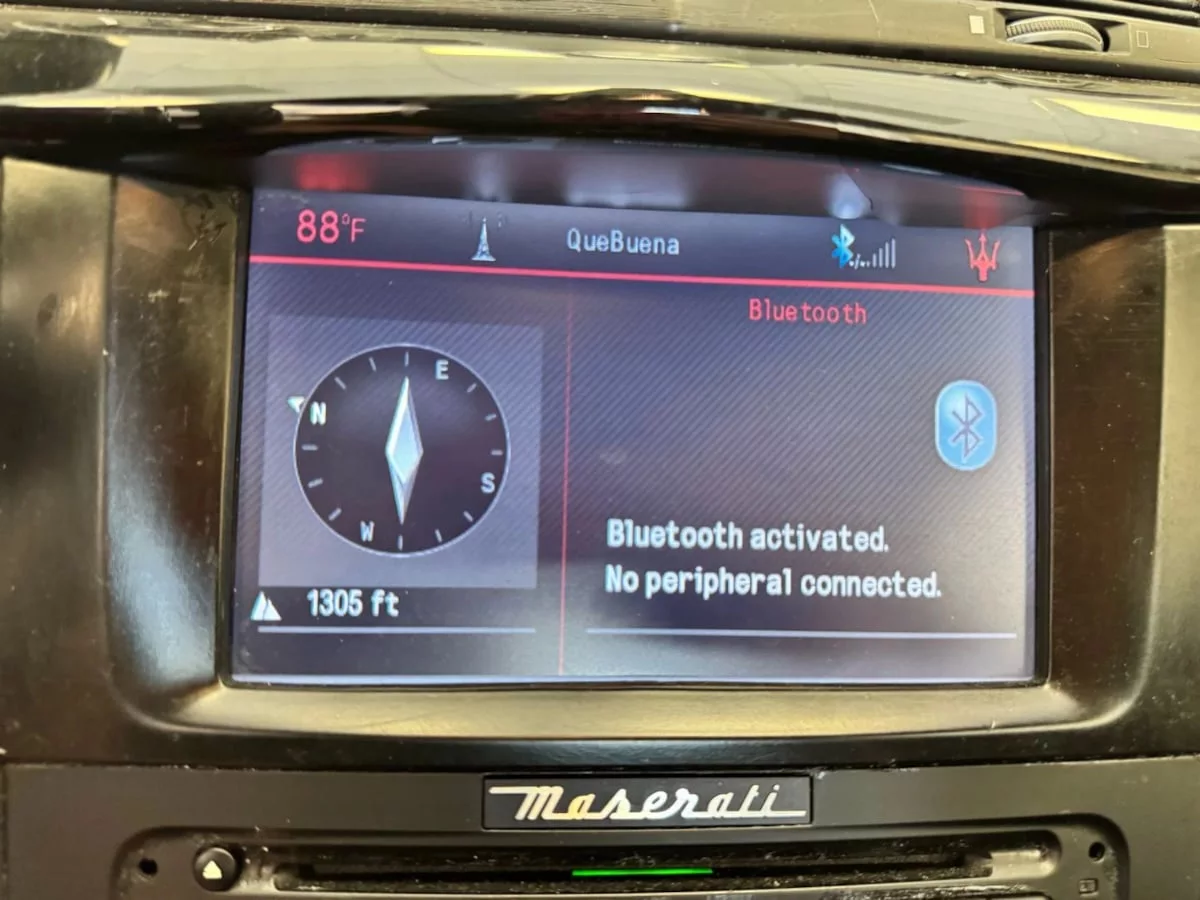 88°F
QueBuena
Bluetooth
E
N
S
W
Bluetooth activated.
No peripheral connected.
1305 ft
Maserati